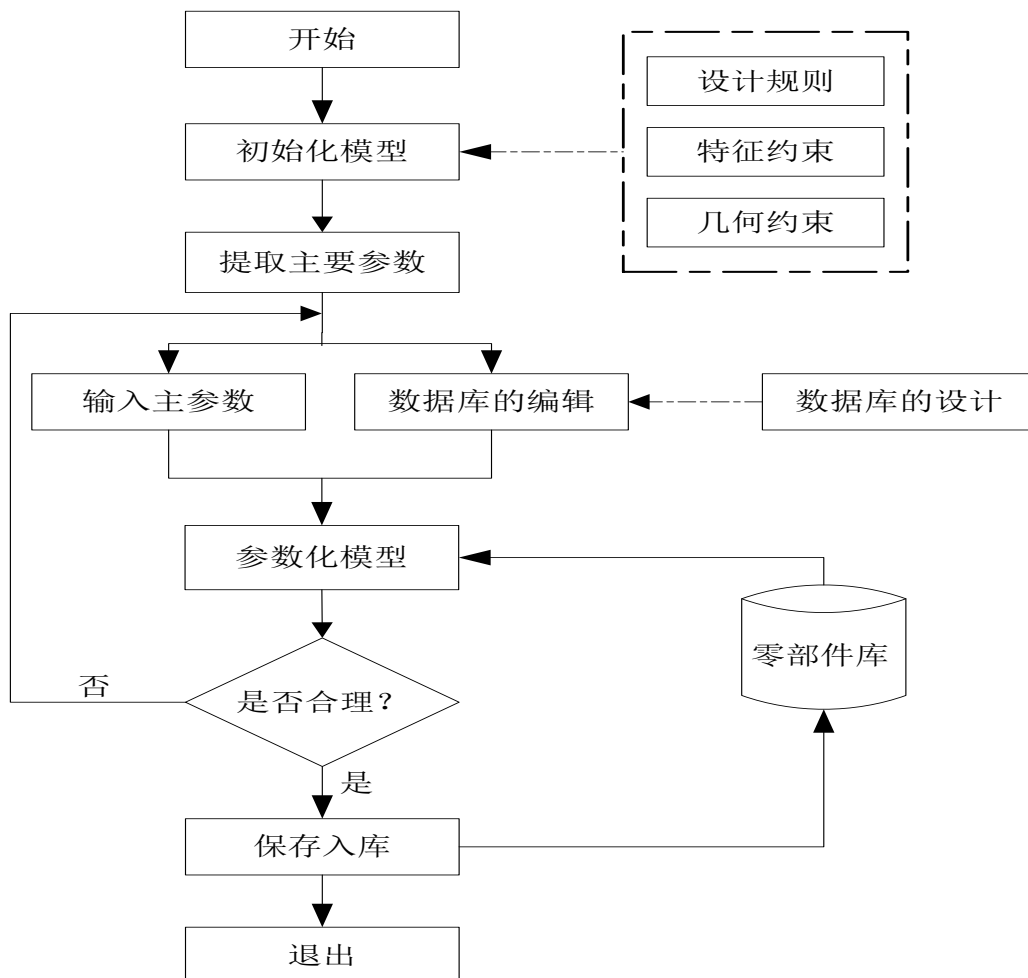 开始
设计规则
初始化模型
特征约束
几何约束
提取主要参数
输入主参数
数据库的编辑
数据库的设计
参数化模型
零部件库
否
是否合理？
是
保存入库
退出